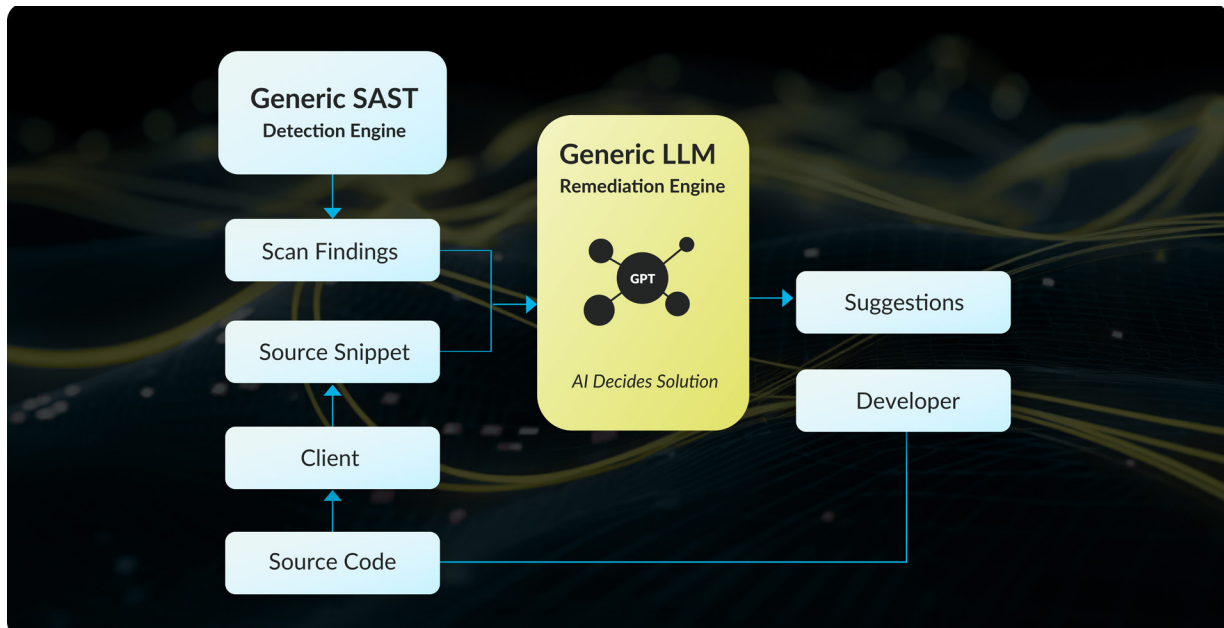 Generic SAST
Detection Engine
Scan Findings
Source Snippet
Client
Source Code
Generic LLM
Remediation Engine
GPT
AI Decides Solution
Suggestions
Developer